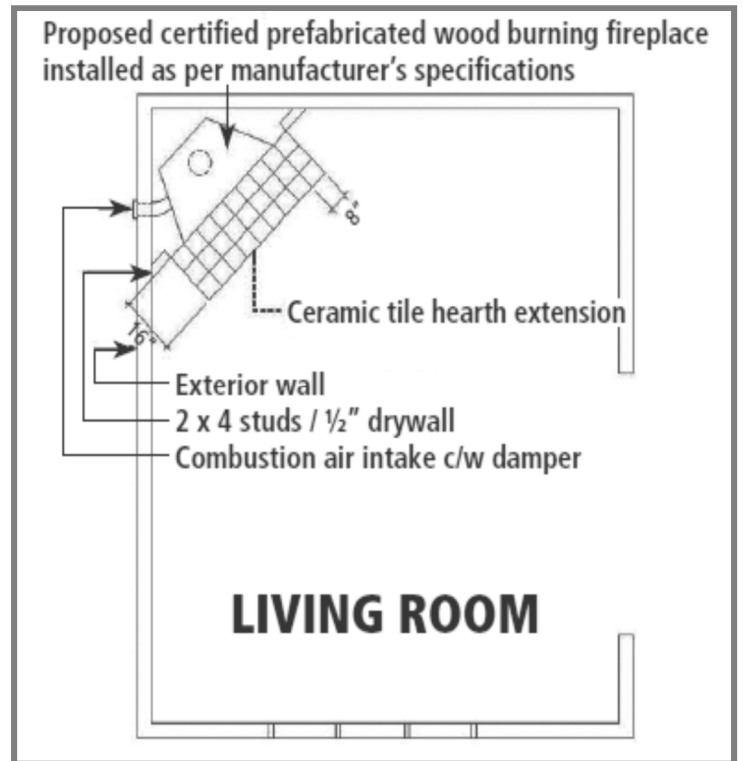 Proposed certified prefabricated wood burning fireplace
installed as per manufacturer's specifications
8"
Ceramic tile hearth extension
16"
Exterior wall
2 x 4 studs / ½" drywall
Combustion air intake c/w damper
LIVING ROOM